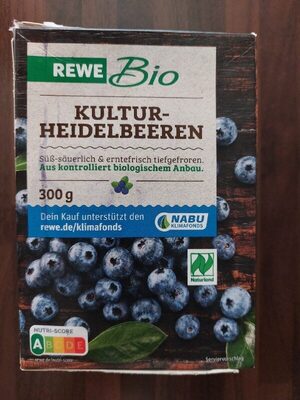 REWE Bio
KULTUR-
HEIDELBEEREN
Süß-säuerlich & erntefrisch tiefgefroren.
Aus kontrolliert biologischem Anbau.
300 g
Dein Kauf unterstützt den
rewe.de/klimafonds
NABU
KLIMAFONDS
Naturland
NUTRI-SCORE
ABCDE
Serviervorschlag